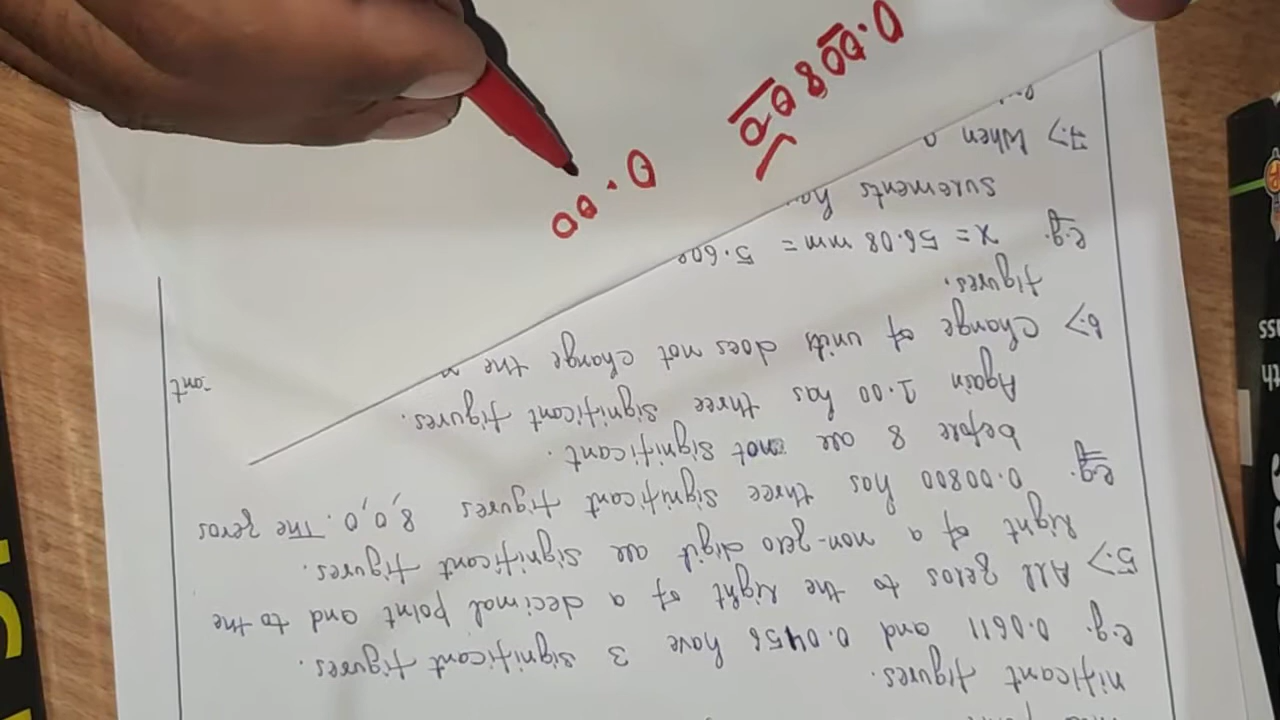 nificant figures.
e.g. 0.0611 and 0.0456 have 3 significant figures.
5.> All zeros to the right of a decimal point and to the
right of a non-zero digit are significant figures.
e.g. 0.00800 has three significant figures 8,0,0. The zeros
before 8 are not significant.
Again 1.00 has three significant figures.
6.> Change of units does not change the
figures.
e.g. x = 56.08 mm = 5.608
surements
7.> When a
0.00800
0.00